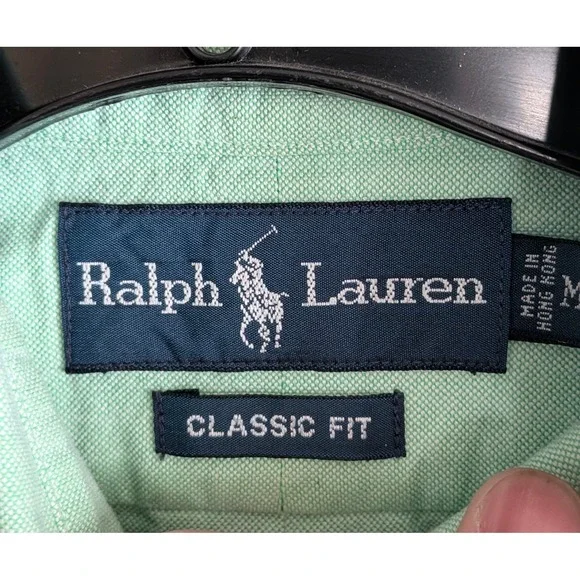 Ralph Lauren
MADE IN
HONG KONG
M
CLASSIC FIT